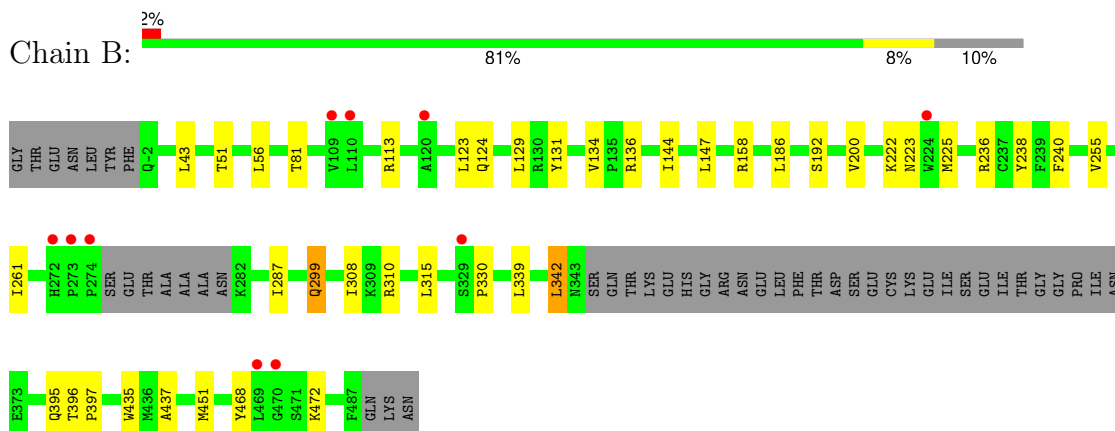 2%
Chain B:
81% 8% 10%
GLY THR GLU ASN LEU TYR PHE Q-2 L43 T51 L56 T81 V109 L110 R113 A120 L123 Q124 L129 R130 Y131 V134 P135 R136 I144 L147 R158 L186 S192 V200 K222 N223 W224 M225 R236 C237 Y238 F239 F240 V255
I261 H272 P273 P274 SER GLU THR ALA ALA ALA ASN K282 I287 Q299 I308 K309 R310 L315 S329 P330 L339 L342 N343 SER GLN THR LYS GLU HIS GLY ARG ASN GLU LEU PHE THR ASP SER GLU CYS LYS GLU ILE SER GLU ILE THR GLY GLY PRO ILE ASN
E373 Q395 T396 P397 W435 M436 A437 M451 Y468 L469 G470 S471 K472 F487 GLN LYS ASN